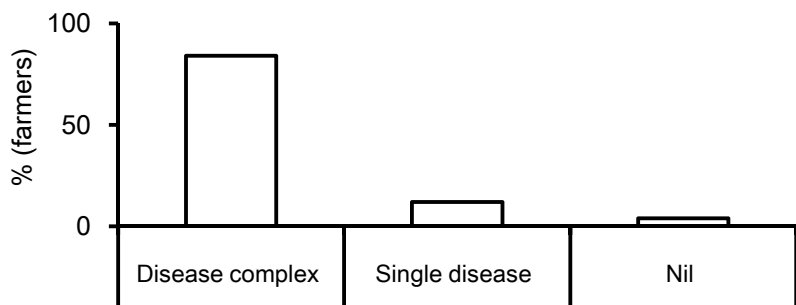 100
50
0
% (farmers)
Disease complex
Single disease
Nil